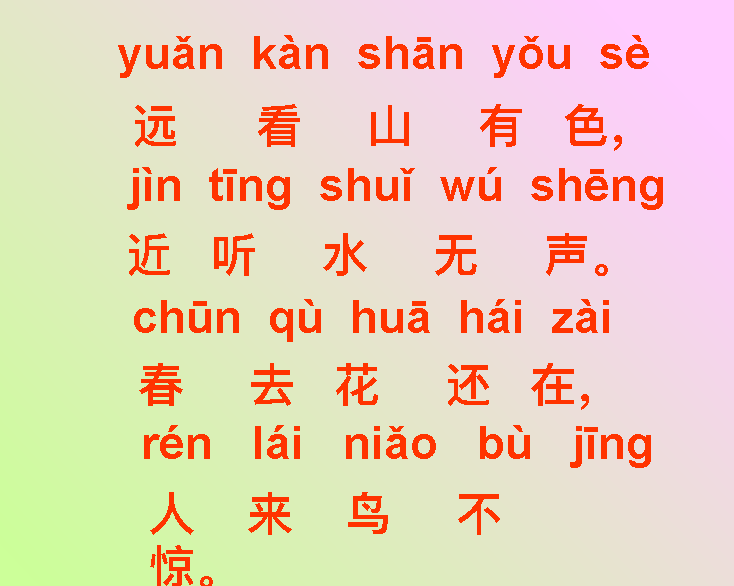 yuǎn kàn shān yǒu sè
远 看 山 有 色，
jìn tīng shuǐ wú shēng
近 听 水 无 声。
chūn qù huā hái zài
春 去 花 还 在，
rén lái niǎo bù jīng
人 来 鸟 不
惊。